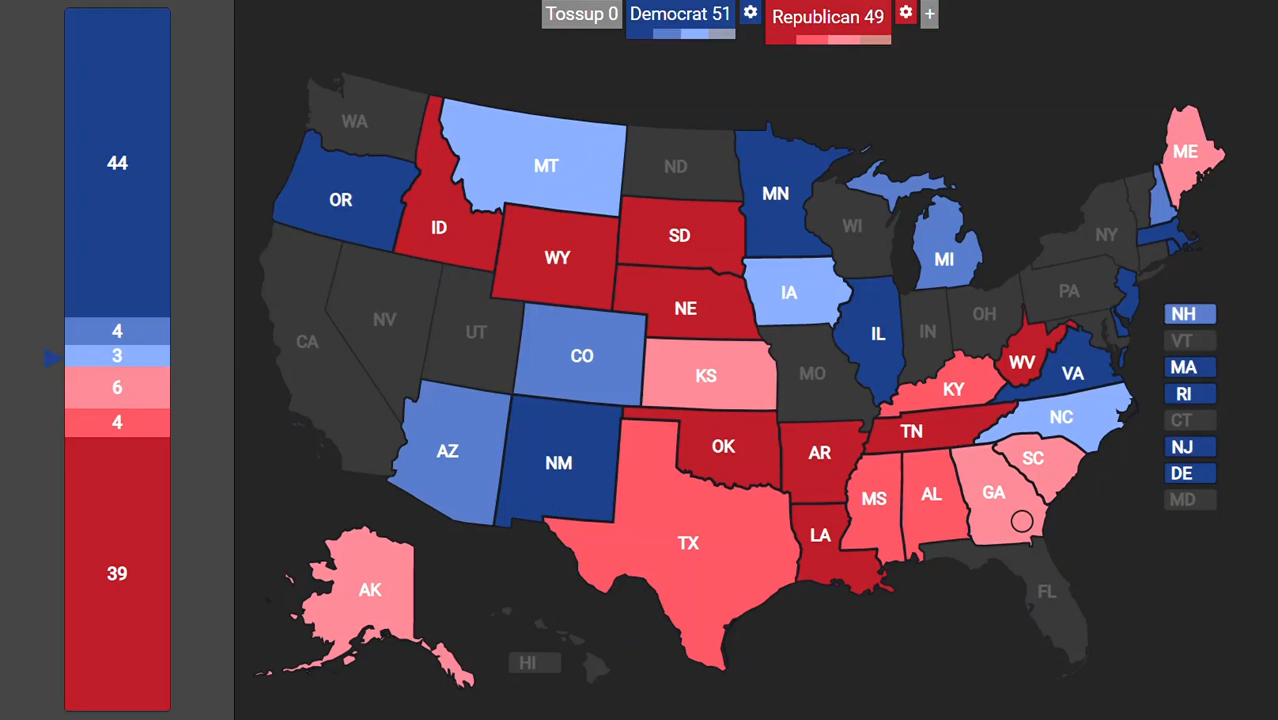 Tossup 0 Democrat 51 Republican 49 +
44
4
3
6
4
39
WA
MT
ND
MN
ME
OR
ID
WY
SD
WI
MI
NY
NE
IA
PA
NV
UT
CO
IL
IN
OH
CA
KS
MO
KY
WV
VA
AZ
NM
OK
AR
TN
NC
SC
TX
LA
MS
AL
GA
FL
AK
HI
NH
VT
MA
RI
CT
NJ
DE
MD